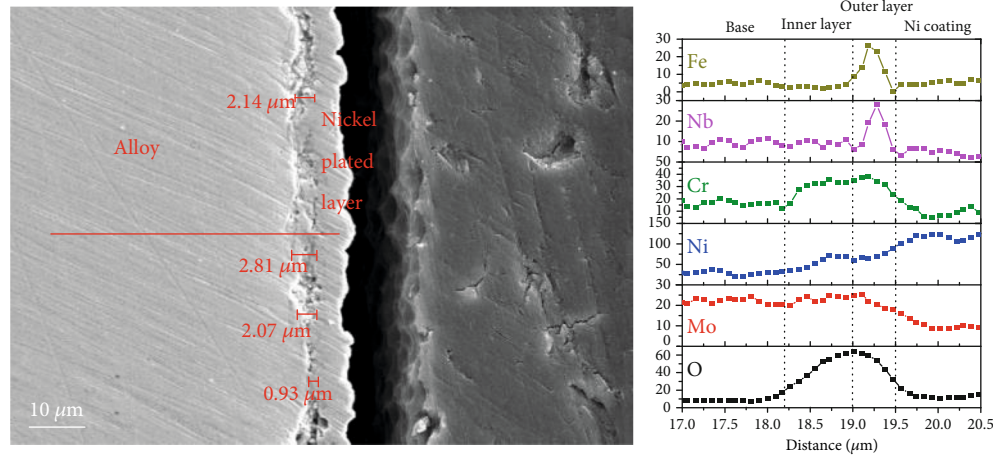 2.14 μm
Alloy
Nickel
plated
layer
2.81 μm
2.07 μm
0.93 μm
10 μm
Outer layer
Base
Inner layer
Ni coating
30
20
10
0
Fe
30
20
10
Nb
50
40
30
20
10
Cr
150
100
50
Ni
30
20
10
0
Mo
60
40
20
0
O
17.0 17.5 18.0 18.5 19.0 19.5 20.0 20.5
Distance (μm)